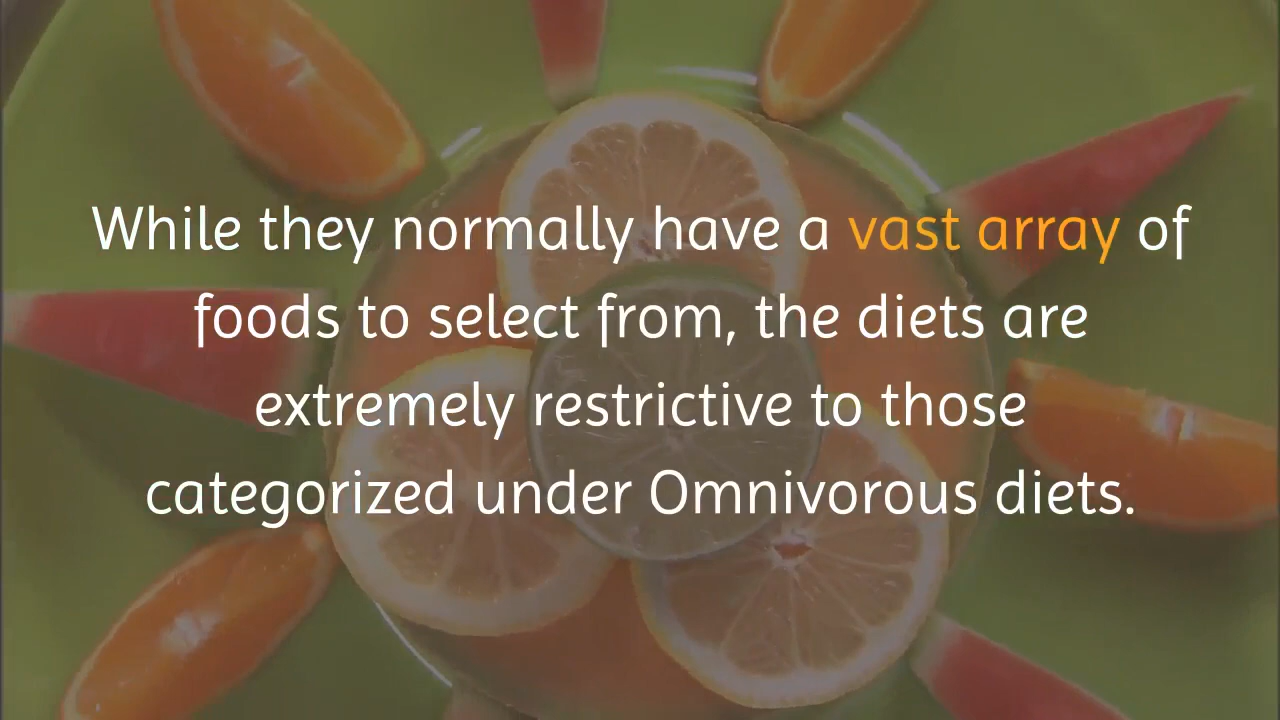 While they normally have a vast array of
foods to select from, the diets are
extremely restrictive to those
categorized under Omnivorous diets.